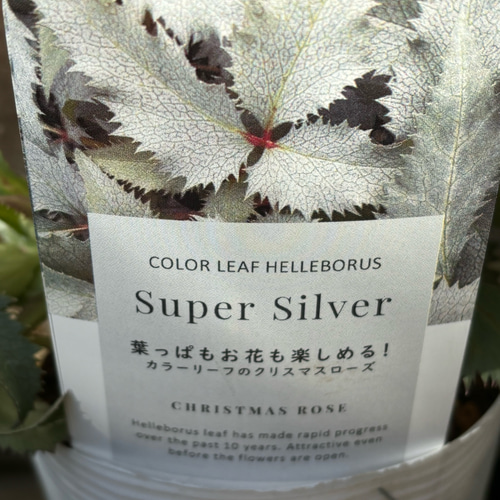 COLOR LEAF HELLEBORUS
Super Silver
葉っぱもお花も楽しめる!
カラーリーフのクリスマスローズ
CHRISTMAS ROSE
Helleborus leaf has made rapid progress
over the past 10 years. Attractive even
before the flowers are open.